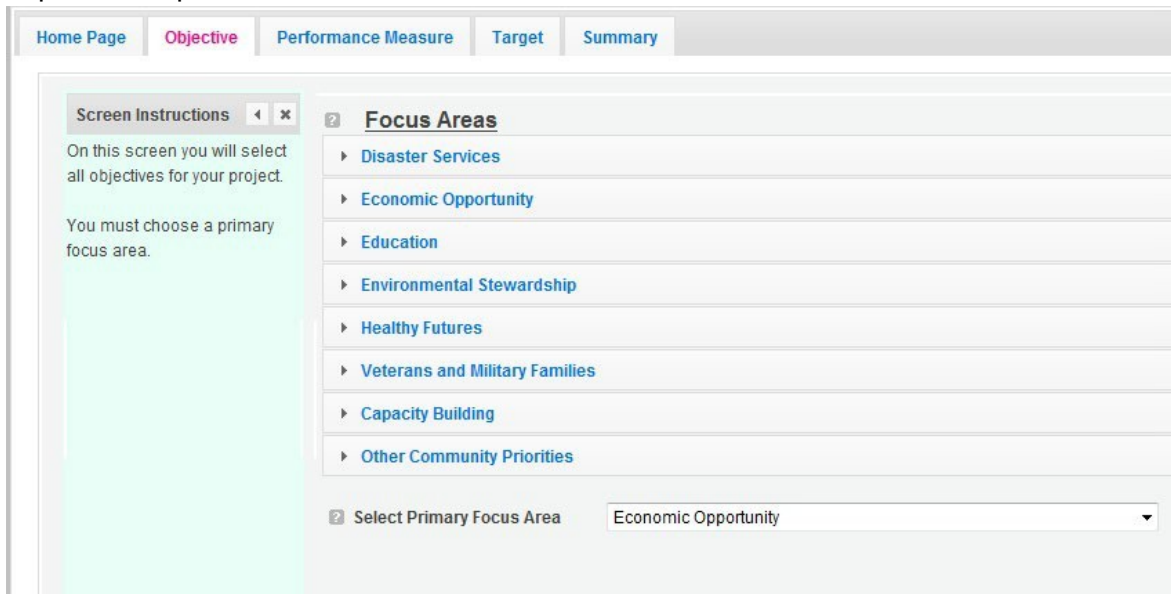 Home Page Objective Performance Measure Target Summary
Screen Instructions
On this screen you will select
all objectives for your project.
You must choose a primary
focus area.
Focus Areas
Disaster Services
Economic Opportunity
Education
Environmental Stewardship
Healthy Futures
Veterans and Military Families
Capacity Building
Other Community Priorities
Select Primary Focus Area Economic Opportunity